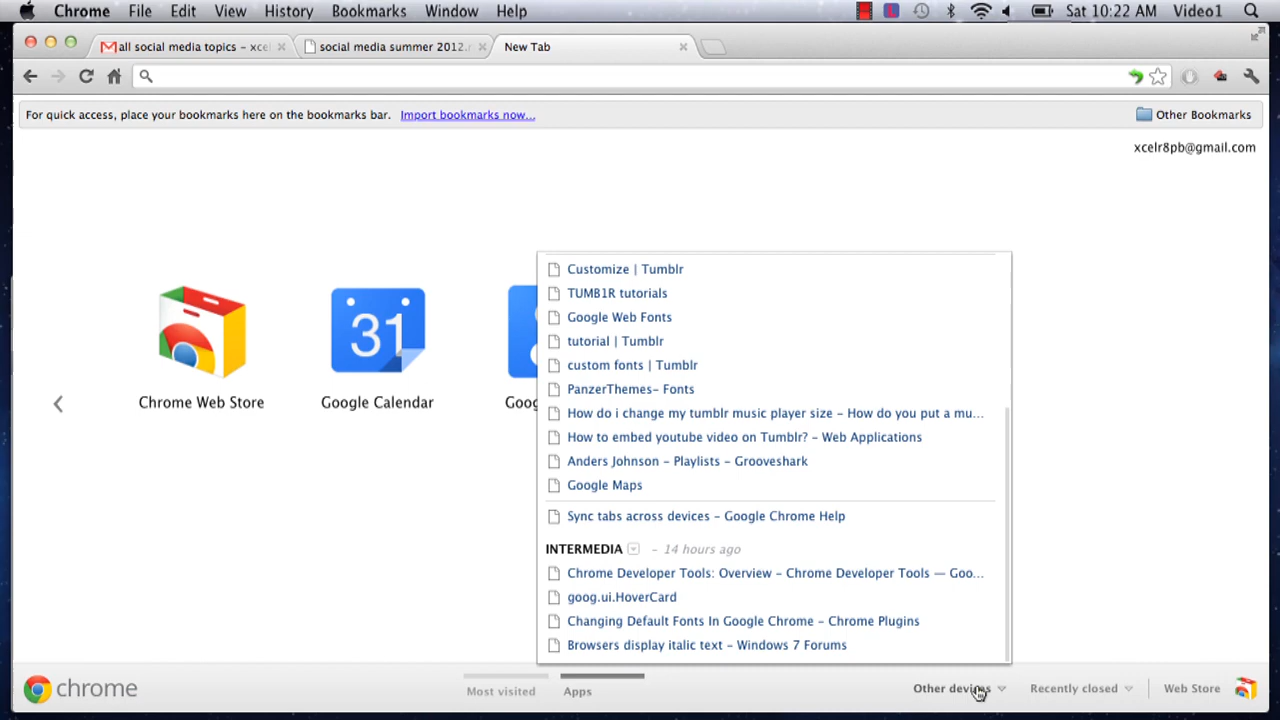 Chrome File Edit View History Bookmarks Window Help Sat 10:22 AM Video1
all social media topics – xcel
social media summer 2012.r
New Tab
For quick access, place your bookmarks here on the bookmarks bar. Import bookmarks now...
Other Bookmarks
xcelr8pb@gmail.com
31
Chrome Web Store
Google Calendar
Goog
Customize | Tumblr
TUMB1R tutorials
Google Web Fonts
tutorial | Tumblr
custom fonts | Tumblr
PanzerThemes– Fonts
How do i change my tumblr music player size – How do you put a mu...
How to embed youtube video on Tumblr? – Web Applications
Anders Johnson – Playlists – Grooveshark
Google Maps
Sync tabs across devices – Google Chrome Help
INTERMEDIA – 14 hours ago
Chrome Developer Tools: Overview – Chrome Developer Tools — Goo...
goog.ui.HoverCard
Changing Default Fonts In Google Chrome – Chrome Plugins
Browsers display italic text – Windows 7 Forums
chrome
Most visited
Apps
Other devices
Recently closed
Web Store